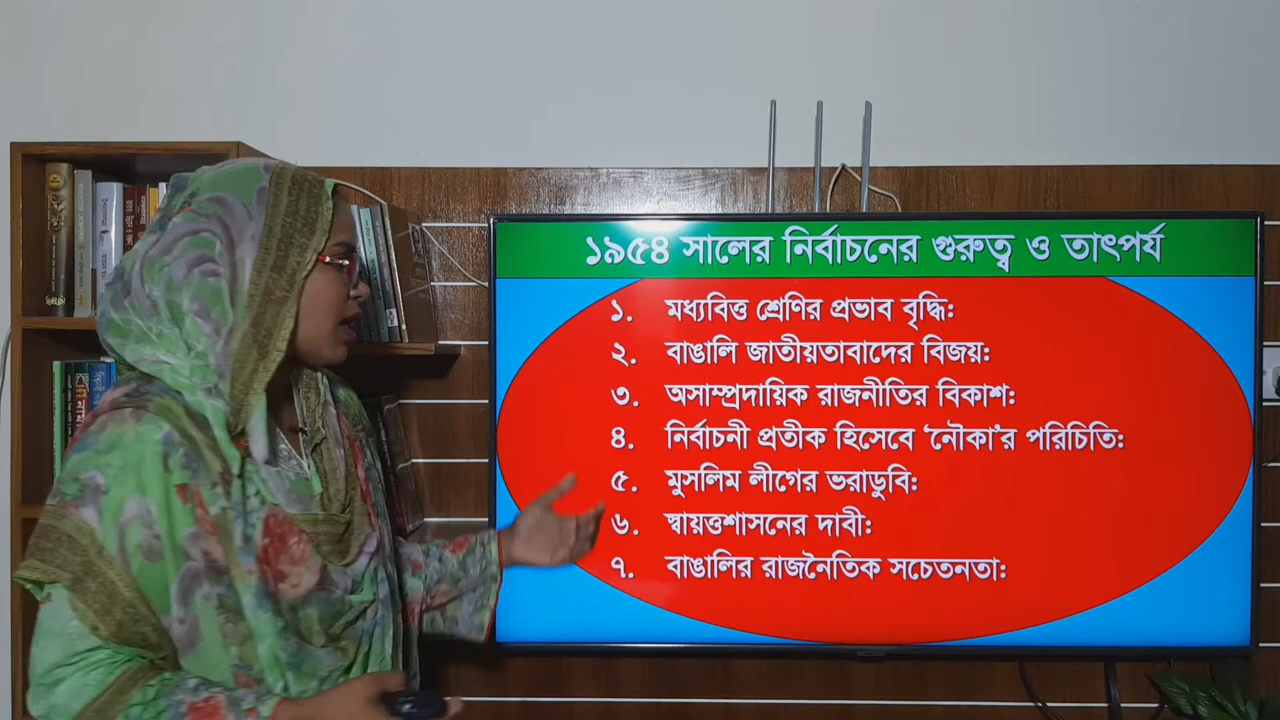 ১৯৫৪ সালের নির্বাচনের গুরুত্ব ও তাৎপর্য
১. মধ্যবিত্ত শ্রেণির প্রভাব বৃদ্ধি:
২. বাঙালি জাতীয়তাবাদের বিজয়:
৩. অসাম্প্রদায়িক রাজনীতির বিকাশ:
৪. নির্বাচনী প্রতীক হিসেবে ‘নৌকা’র পরিচিতি:
৫. মুসলিম লীগের ভরাডুবি:
৬. স্বায়ত্তশাসনের দাবী:
৭. বাঙালির রাজনৈতিক সচেতনতা: